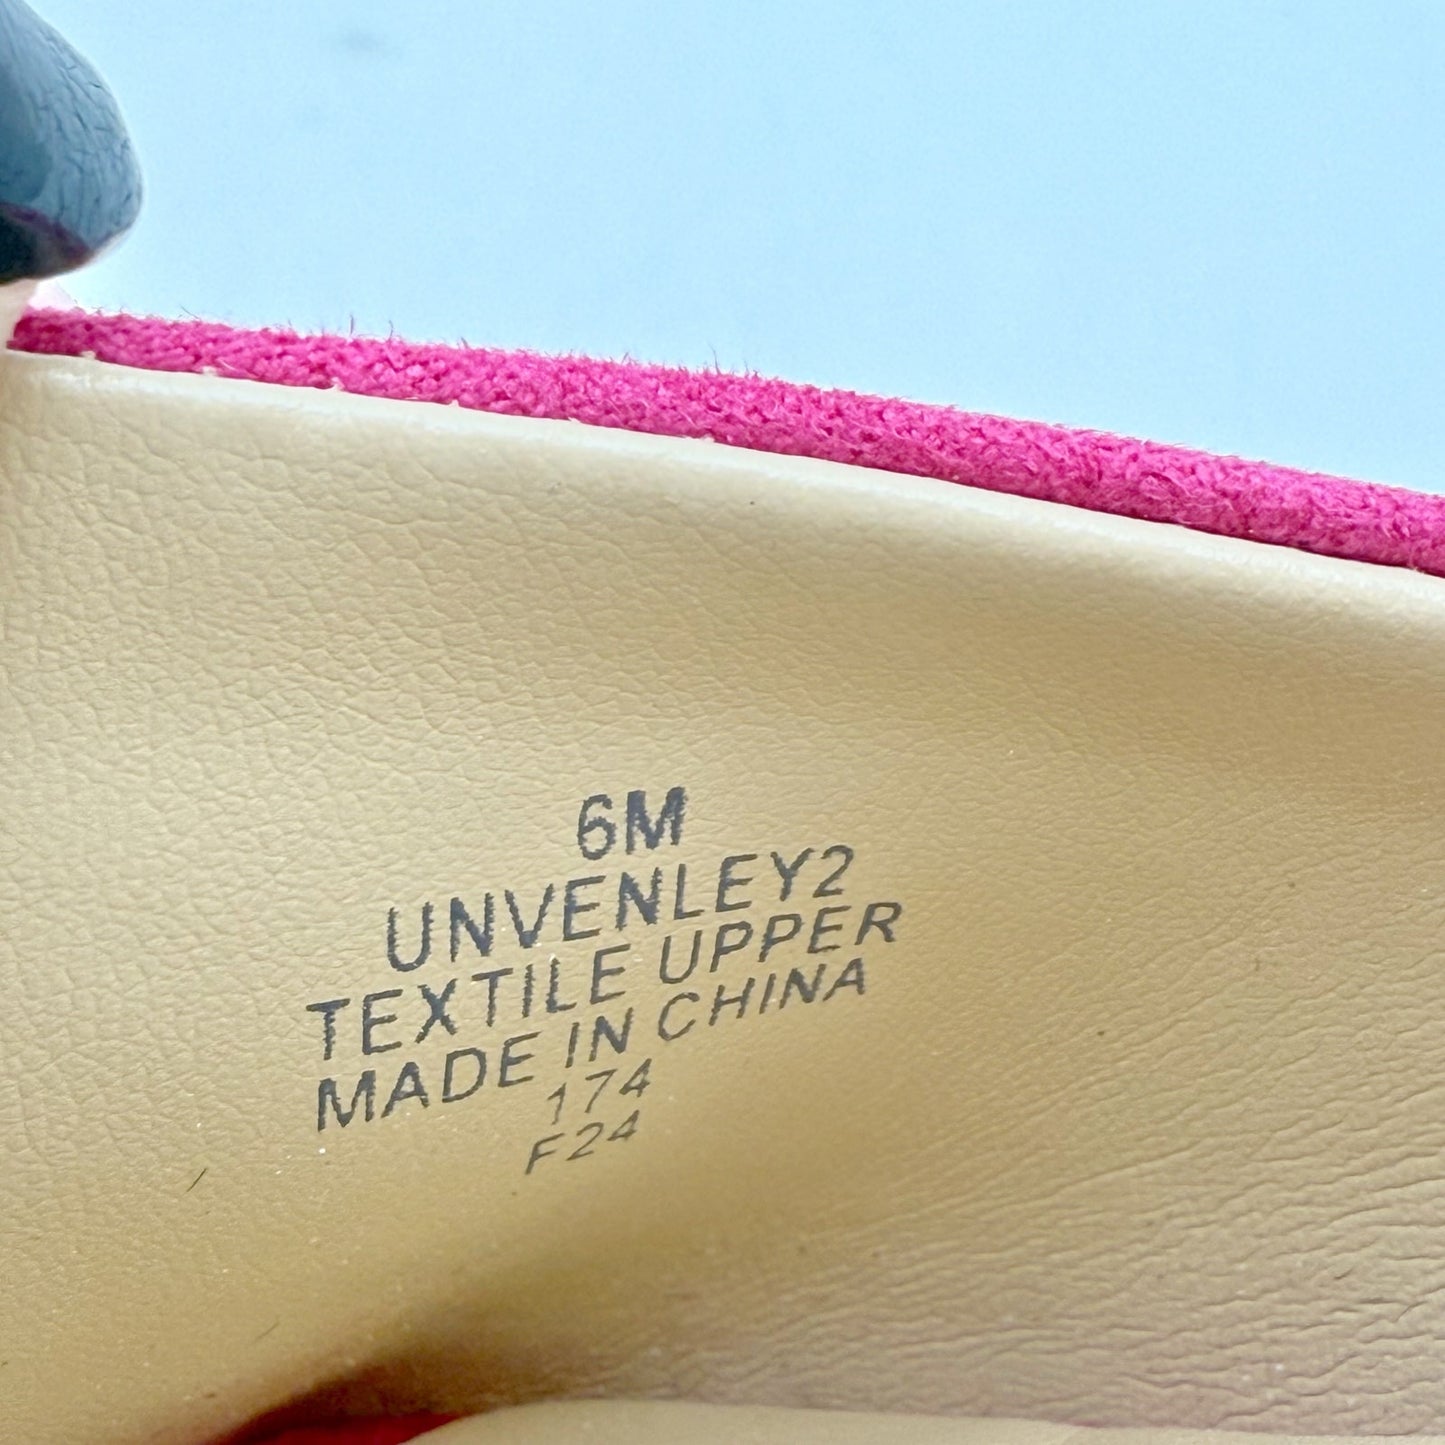 6M
UNVENLEY2
TEXTILE UPPER
MADE IN CHINA
174
F24